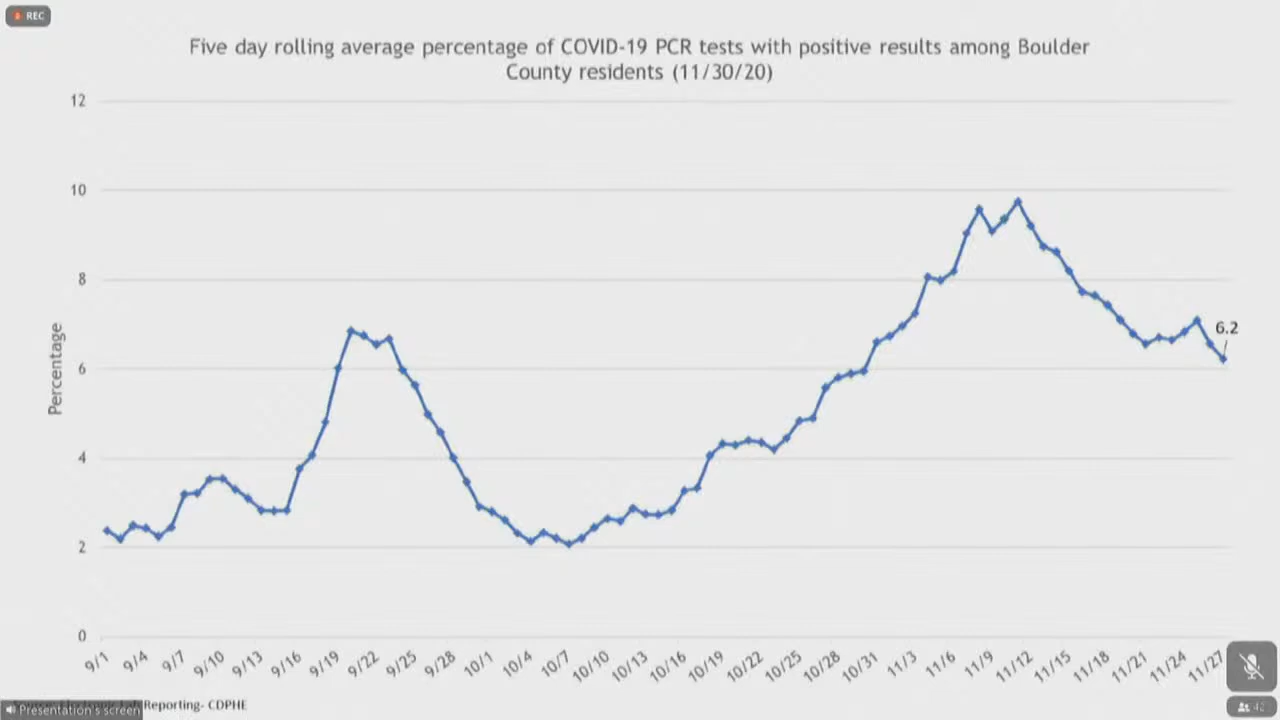 REC
Five day rolling average percentage of COVID-19 PCR tests with positive results among Boulder
County residents (11/30/20)
12
10
8
6
4
2
0
Percentage
6.2
9/1 9/4 9/7 9/10 9/13 9/16 9/19 9/22 9/25 9/28 10/1 10/4 10/7 10/10 10/13 10/16 10/19 10/22 10/25 10/28 10/31 11/3 11/6 11/9 11/12 11/15 11/18 11/21 11/24 11/27
Reporting- CDPHE
Presentation's screen
42